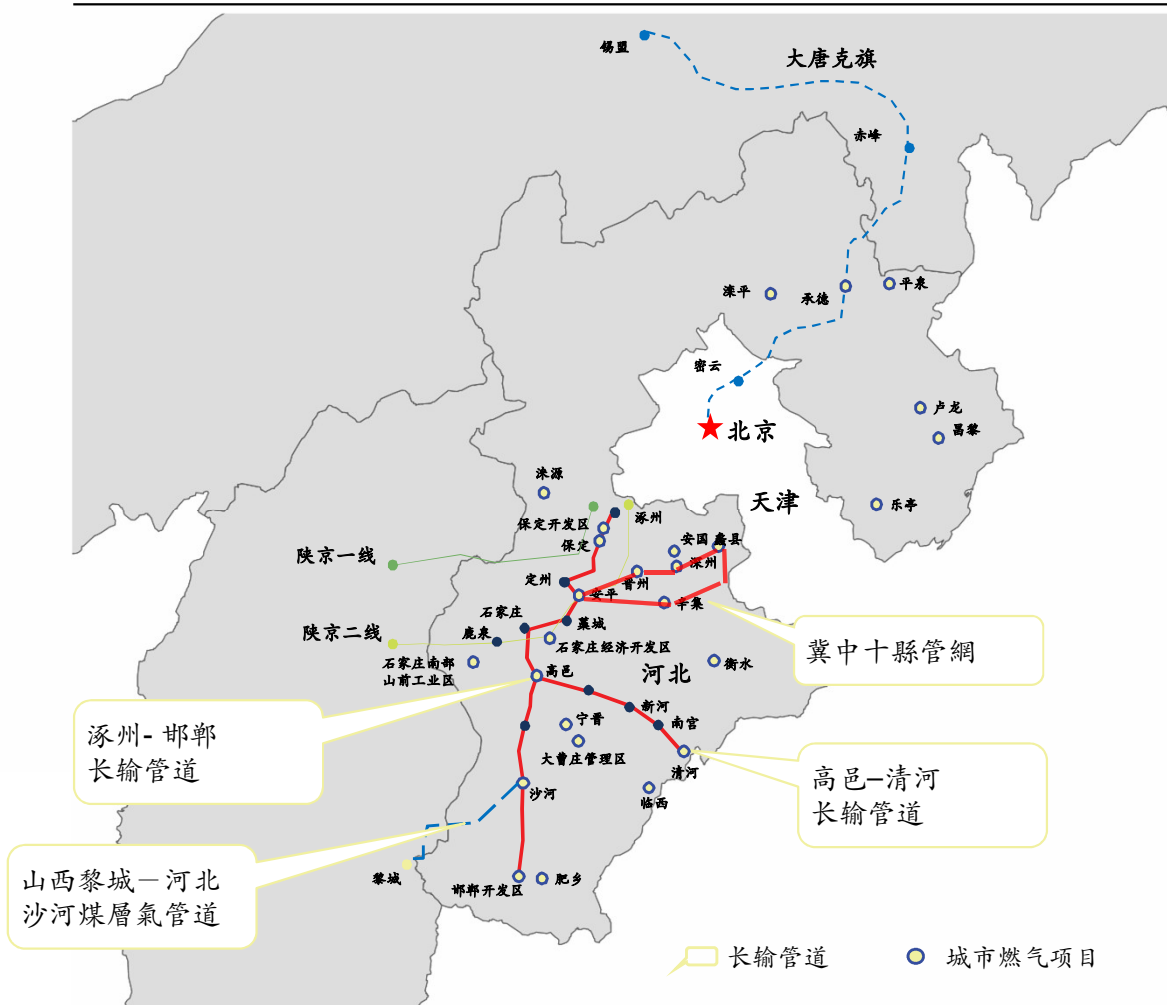 锡盟
大唐克旗
赤峰
滦平
承德
平泉
密云
北京
卢龙
昌黎
天津
乐亭
涞源
涿州
保定开发区
保定
安国
蠡县
深州
晋州
陕京一线
定州
安平
辛集
石家庄
藁城
鹿泉
陕京二线
石家庄经济开发区
石家庄南部
山前工业区
高邑
河北
衡水
冀中十縣管網
新河
南宫
宁晋
大曹庄管理区
清河
涿州- 邯郸
长输管道
高邑–清河
长输管道
沙河
临西
黎城
山西黎城－河北
沙河煤層氣管道
邯郸开发区
肥乡
长输管道
城市燃气项目